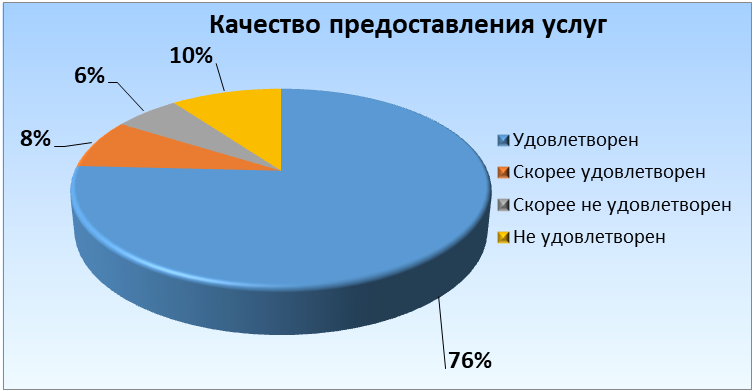 Качество предоставления услуг
10%
6%
8%
76%
Удовлетворен
Скорее удовлетворен
Скорее не удовлетворен
Не удовлетворен